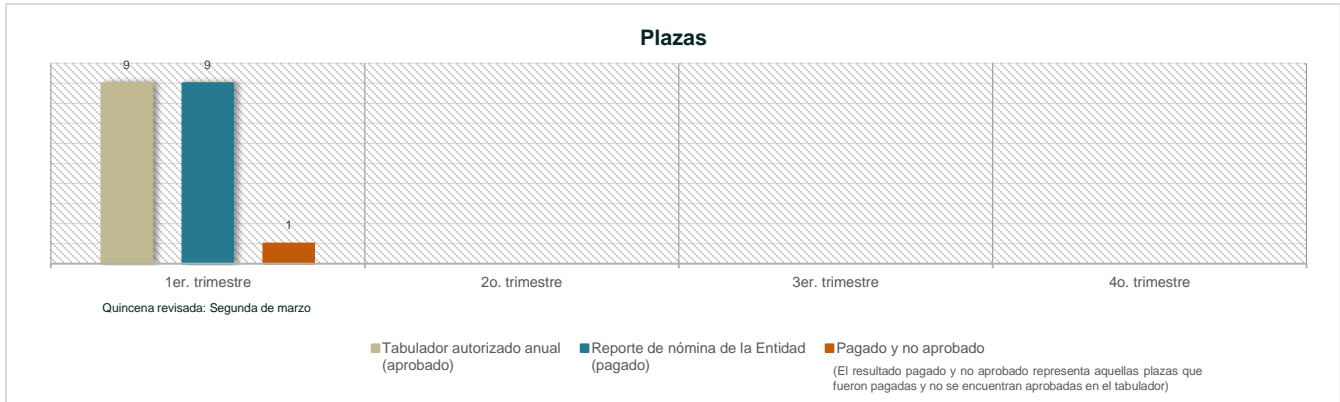 Plazas
9
9
1
1er. trimestre
2o. trimestre
3er. trimestre
4o. trimestre
Quincena revisada: Segunda de marzo
Tabulador autorizado anual
(aprobado)
Reporte de nómina de la Entidad
(pagado)
Pagado y no aprobado
(El resultado pagado y no aprobado representa aquellas plazas que
fueron pagadas y no se encuentran aprobadas en el tabulador)